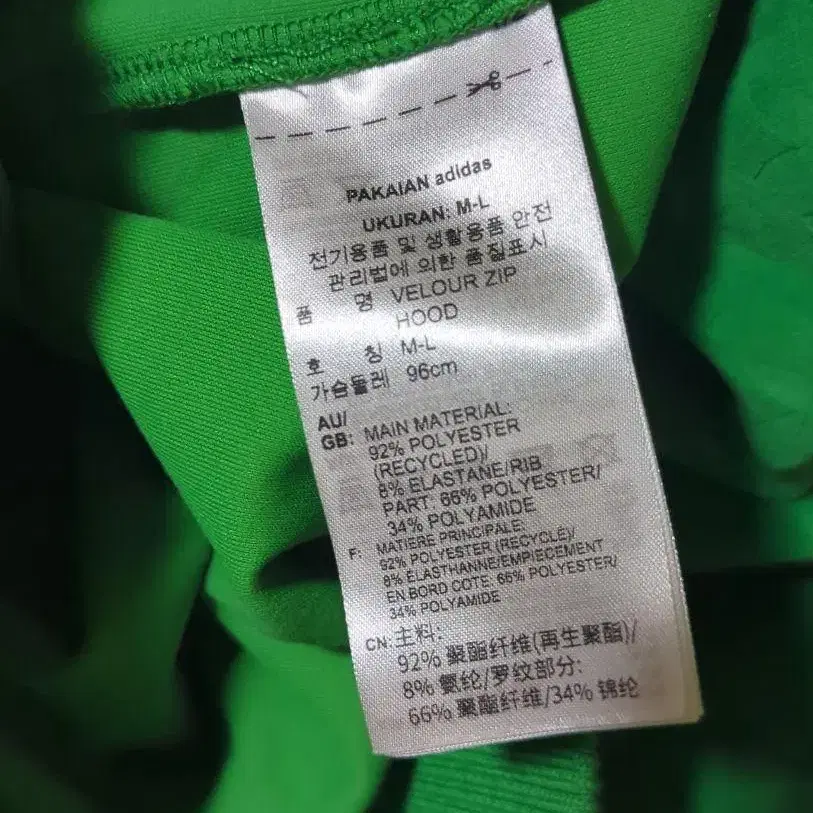 PAKAIAN adidas
UKURAN: M-L
전기용품 및 생활용품 안전
관리법에 의한 품질표시
품 명 VELOUR ZIP
HOOD
호 칭 M-L
가슴둘레 96cm
AU/
GB: MAIN MATERIAL:
92% POLYESTER
(RECYCLED)/
8% ELASTANE/RIB
PART: 66% POLYESTER/
34% POLYAMIDE
F: MATIERE PRINCIPALE:
92% POLYESTER (RECYCLÉ)/
8% ÉLASTHANNE/EMPIECEMENT
EN BORD COTE: 66% POLYESTER/
34% POLYAMIDE
CN: 主料:
92% 聚酯纤维(再生聚酯)/
8% 氨纶/罗纹部分:
66% 聚酯纤维/34% 锦纶